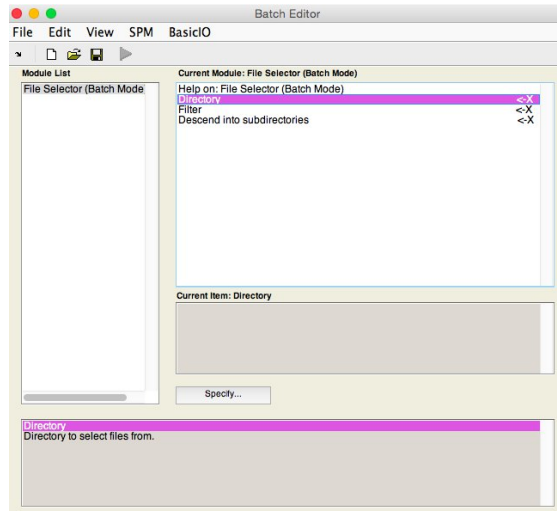 Batch Editor
File Edit View SPM BasicIO
Module List
File Selector (Batch Mode
Current Module: File Selector (Batch Mode)
Help on: File Selector (Batch Mode)
Directory <-X
Filter <-X
Descend into subdirectories <-X
Current Item: Directory
Specify...
Directory
Directory to select files from.